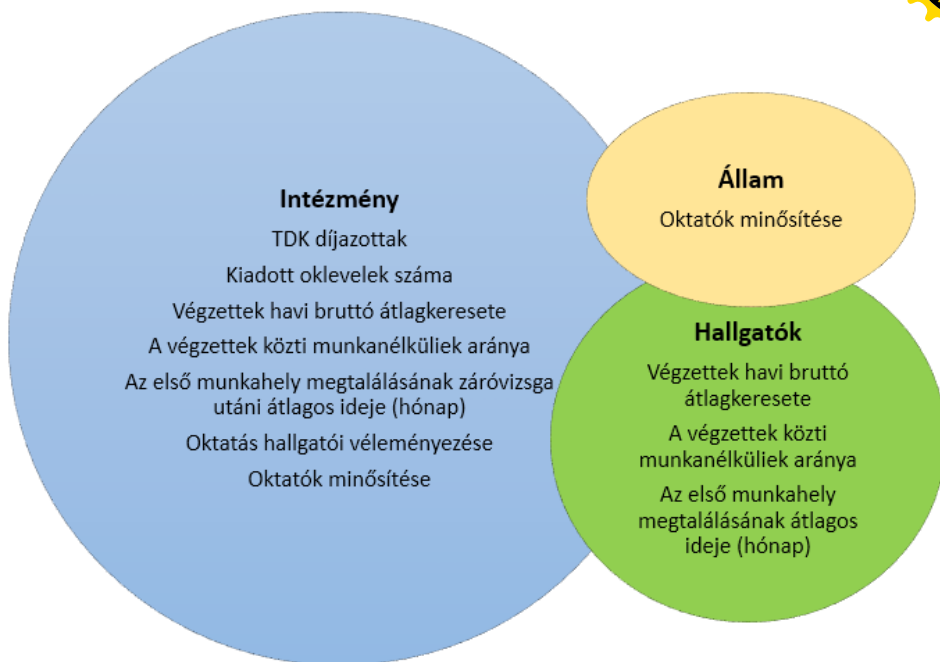 Intézmény
TDK díjazottak
Kiadott oklevelek száma
Végzettek havi bruttó átlagkeresete
A végzettek közti munkanélküliek aránya
Az első munkahely megtalálásának záróvizsga
utáni átlagos ideje (hónap)
Oktatás hallgatói véleményezése
Oktatók minősítése
Állam
Oktatók minősítése
Hallgatók
Végzettek havi bruttó
átlagkeresete
A végzettek közti
munkanélküliek aránya
Az első munkahely
megtalálásának átlagos
ideje (hónap)